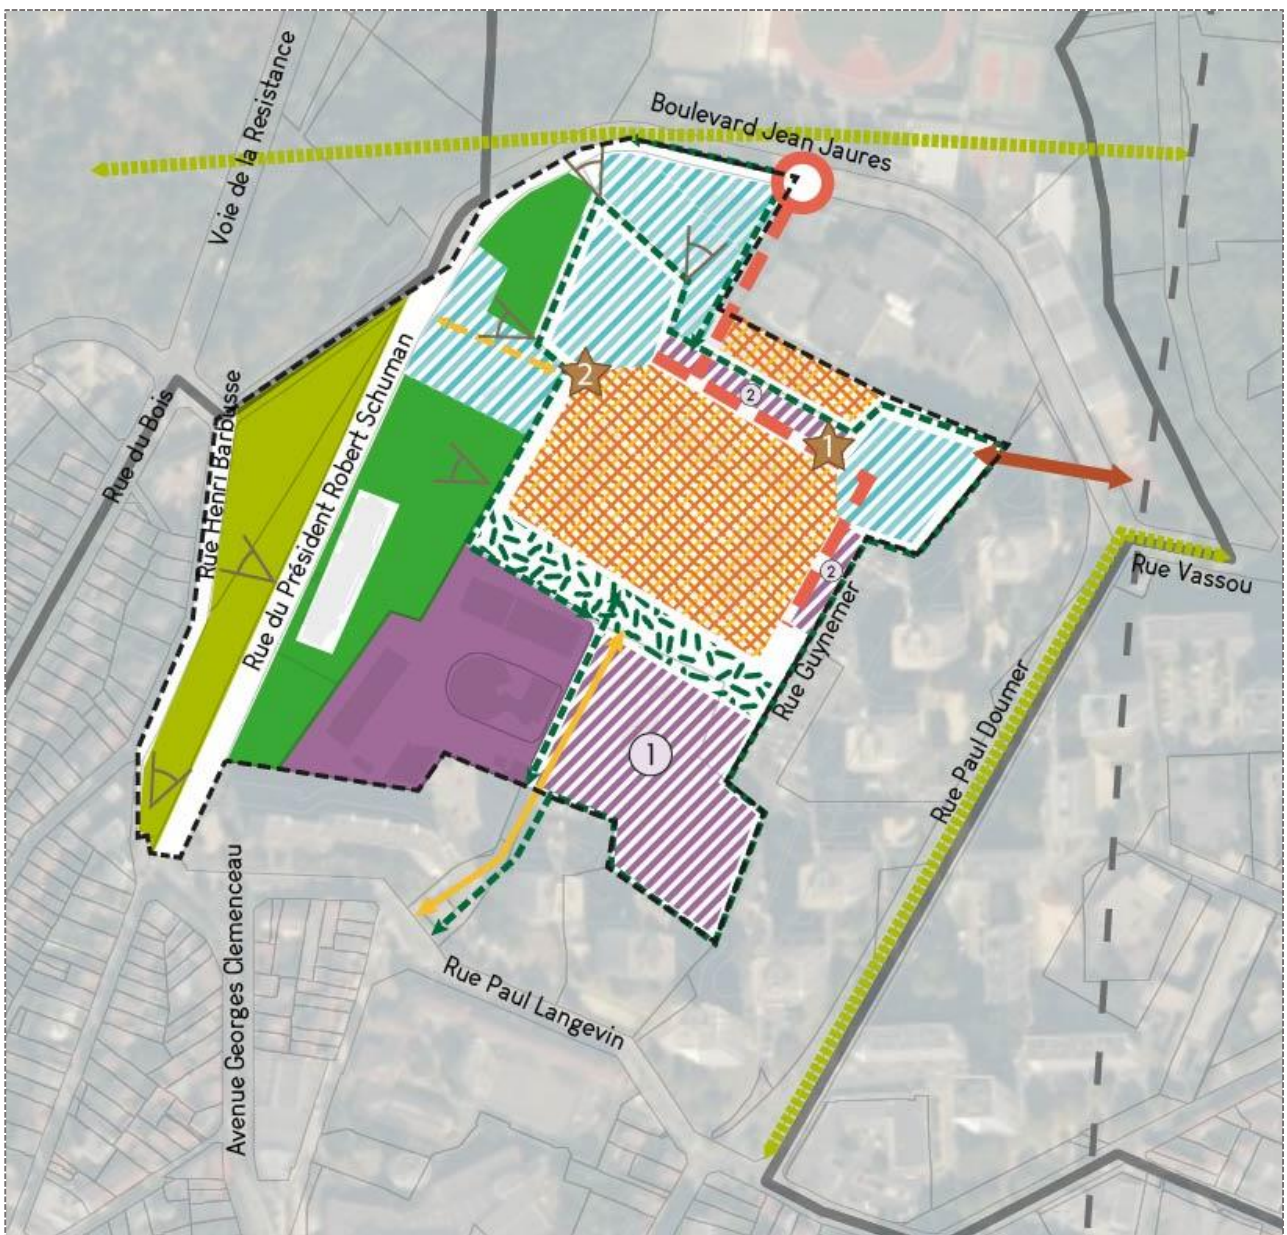 Boulevard Jean Jaures
Voie de la Resistance
2
2
1
Rue du Bois
Rue Henri Barbusse
Rue du Président Robert Schuman
2
Rue Vassou
Rue Guynemer
1
Rue Paul Doumer
Avenue Georges Clemenceau
Rue Paul Langevin